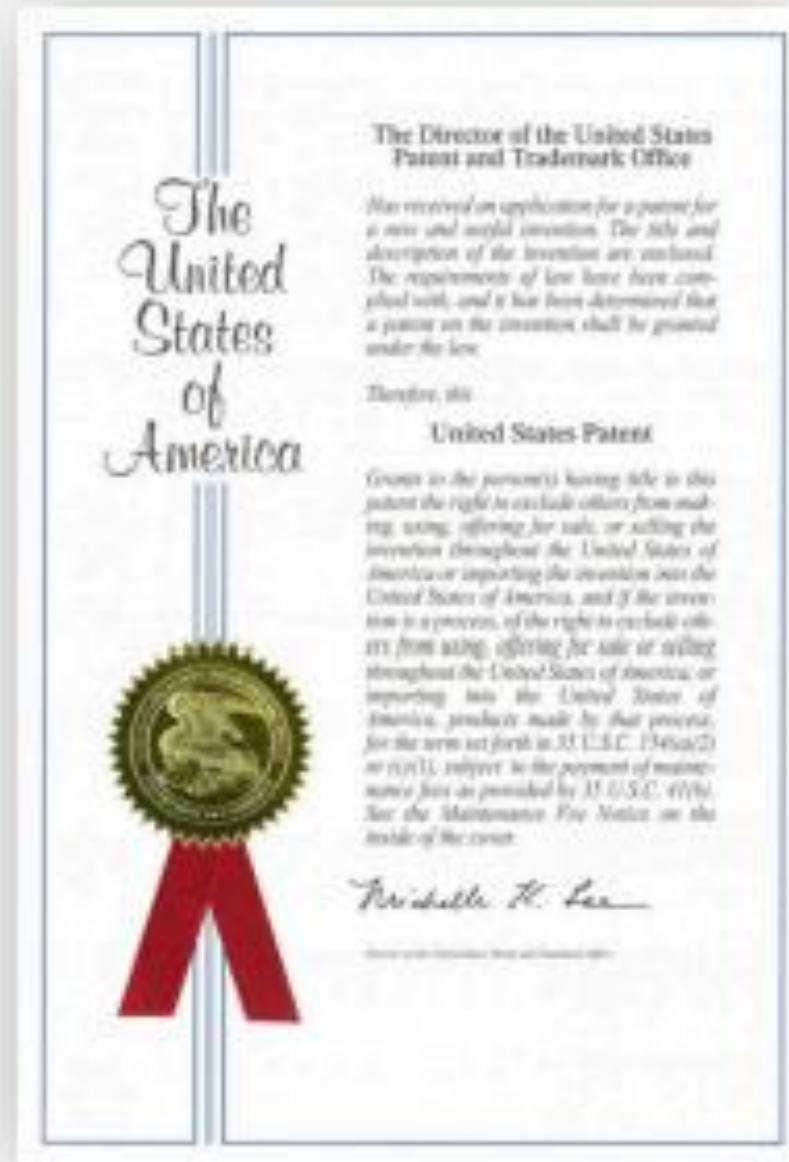 The
United
States
of
America
The Director of the United States
Patent and Trademark Office
Has received an application for a patent for
a new and useful invention. The title and
description of the invention are enclosed.
The requirements of law have been com-
plied with, and it has been determined that
a patent on the invention shall be granted
under the law.
Therefore, this
United States Patent
Grants to the person(s) having title to this
patent the right to exclude others from mak-
ing, using, offering for sale, or selling the
invention throughout the United States of
America or importing the invention into the
United States of America, and if the inven-
tion is a process, of the right to exclude oth-
ers from using, offering for sale or selling
throughout the United States of America, or
importing into the United States of
America, products made by that process,
for the term set forth in 35 U.S.C. 154(a)(2)
or (c)(1), subject to the payment of mainte-
nance fees as provided by 35 U.S.C. 41(b).
See the Maintenance Fee Notice on the
inside of the cover.
Michelle K. Lee